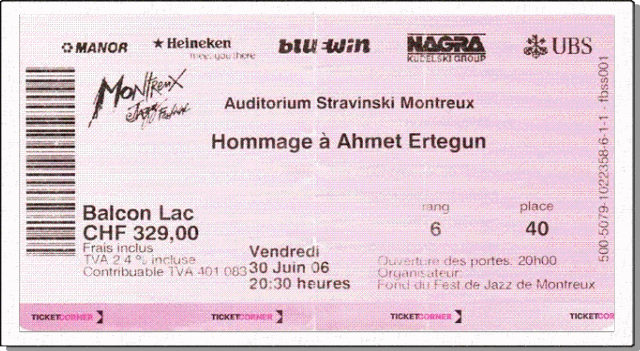 MANOR
Heineken
meet you there
bluewin
NAGRA
KUDELSKI GROUP
UBS
MONTREUX
JAZZ Festival
Auditorium Stravinski Montreux
Hommage à Ahmet Ertegun
Balcon Lac
CHF 329,00
Frais inclus
TVA 2.4 % incluse
Contribuable TVA 401 083
Vendredi
30 Juin 06
20:30 heures
rang place
6 40
Ouverture des portes: 20h00
Organisateur:
Fond du Fest de Jazz de Montreux
500-5079-1022358-6-1-1 - fbss001
TICKETCORNER TICKETCORNER TICKETCORNER TICKETCOR